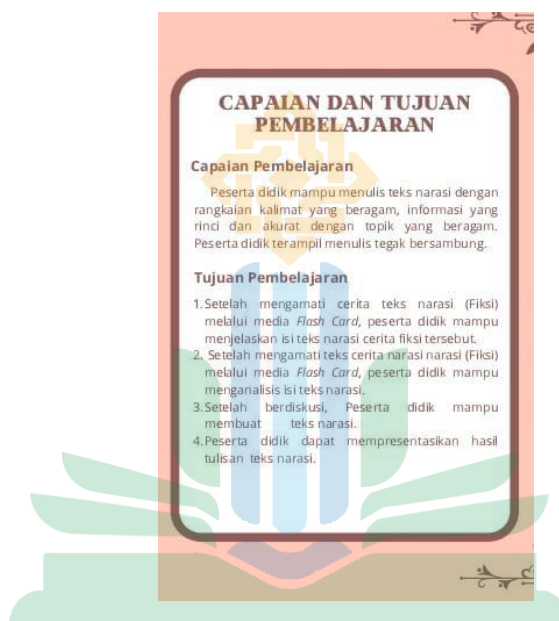 CAPAIAN DAN TUJUAN
PEMBELAJARAN
Capaian Pembelajaran
Peserta didik mampu menulis teks narasi dengan
rangkaian kalimat yang beragam, informasi yang
rinci dan akurat dengan topik yang beragam.
Peserta didik terampil menulis tegak bersambung.
Tujuan Pembelajaran
1. Setelah mengamati cerita teks narasi (Fiksi)
melalui media Flash Card, peserta didik mampu
menjelaskan isi teks narasi cerita fiksi tersebut.
2. Setelah mengamati teks cerita narasi narasi (Fiksi)
melalui media Flash Card, peserta didik mampu
menganalisis isi teks narasi.
3. Setelah berdiskusi, Peserta didik mampu
membuat teks narasi.
4. Peserta didik dapat mempresentasikan hasil
tulisan teks narasi.